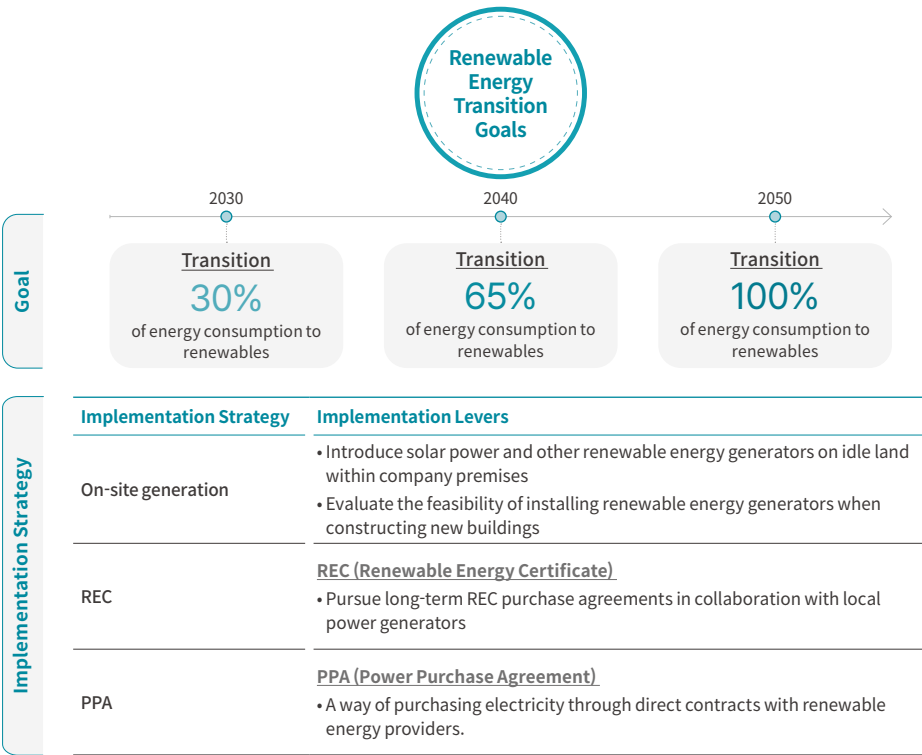 Renewable
Energy
Transition
Goals
2030
2040
2050
Goal
Transition
30%
of energy consumption to
renewables
Transition
65%
of energy consumption to
renewables
Transition
100%
of energy consumption to
renewables
Implementation Strategy
Implementation Strategy
Implementation Levers
On-site generation
• Introduce solar power and other renewable energy generators on idle land
within company premises
• Evaluate the feasibility of installing renewable energy generators when
constructing new buildings
REC
REC (Renewable Energy Certificate)
• Pursue long-term REC purchase agreements in collaboration with local
power generators
PPA
PPA (Power Purchase Agreement)
• A way of purchasing electricity through direct contracts with renewable
energy providers.